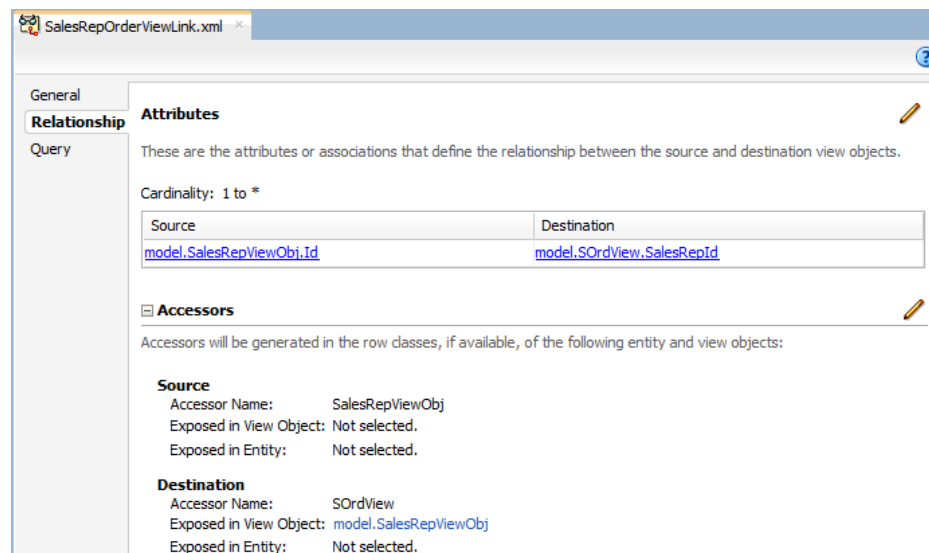 SalesRepOrderViewLink.xml
General
Relationship
Query
Attributes
These are the attributes or associations that define the relationship between the source and destination view objects.
Cardinality: 1 to *
Source Destination
model.SalesRepViewObj.Id model.SOrdView.SalesRepId
Accessors
Accessors will be generated in the row classes, if available, of the following entity and view objects:
Source
Accessor Name: SalesRepViewObj
Exposed in View Object: Not selected.
Exposed in Entity: Not selected.
Destination
Accessor Name: SOrdView
Exposed in View Object: model.SalesRepViewObj
Exposed in Entity: Not selected.